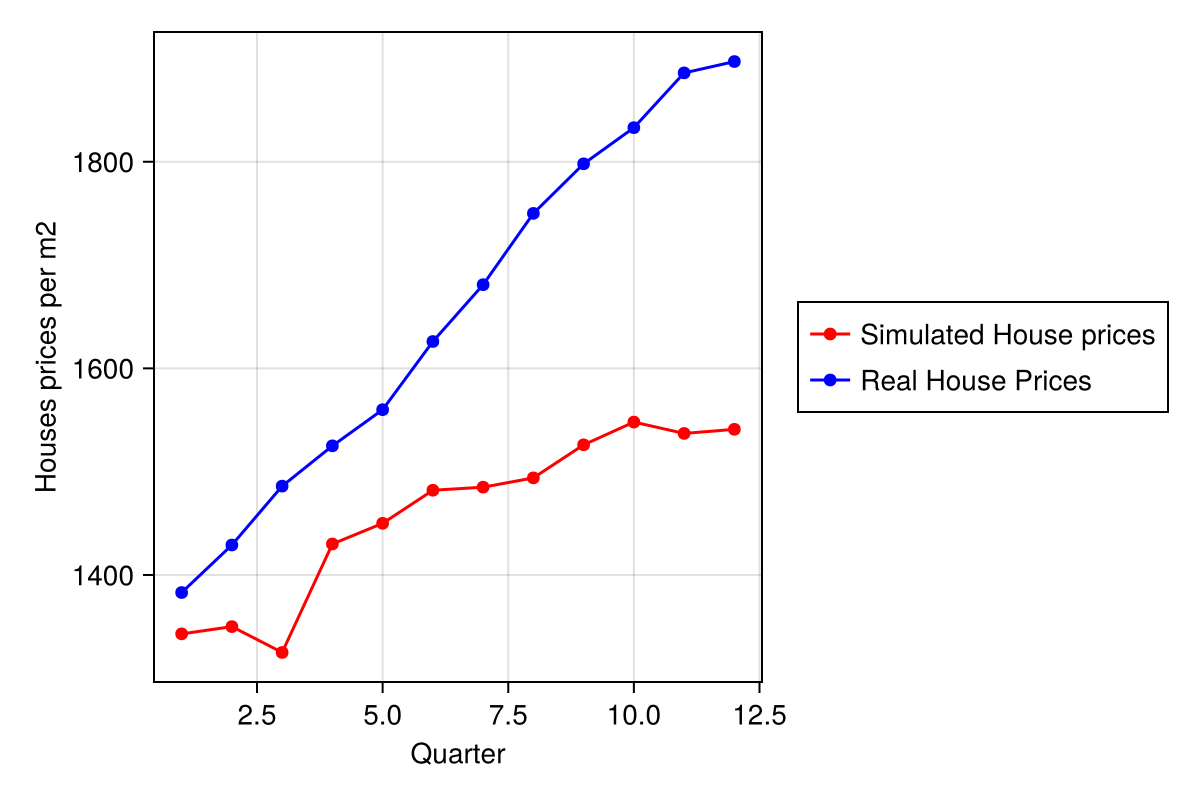 Houses prices per m2
1800
1600
1400
2.5 5.0 7.5 10.0 12.5
Quarter
Simulated House prices
Real House Prices